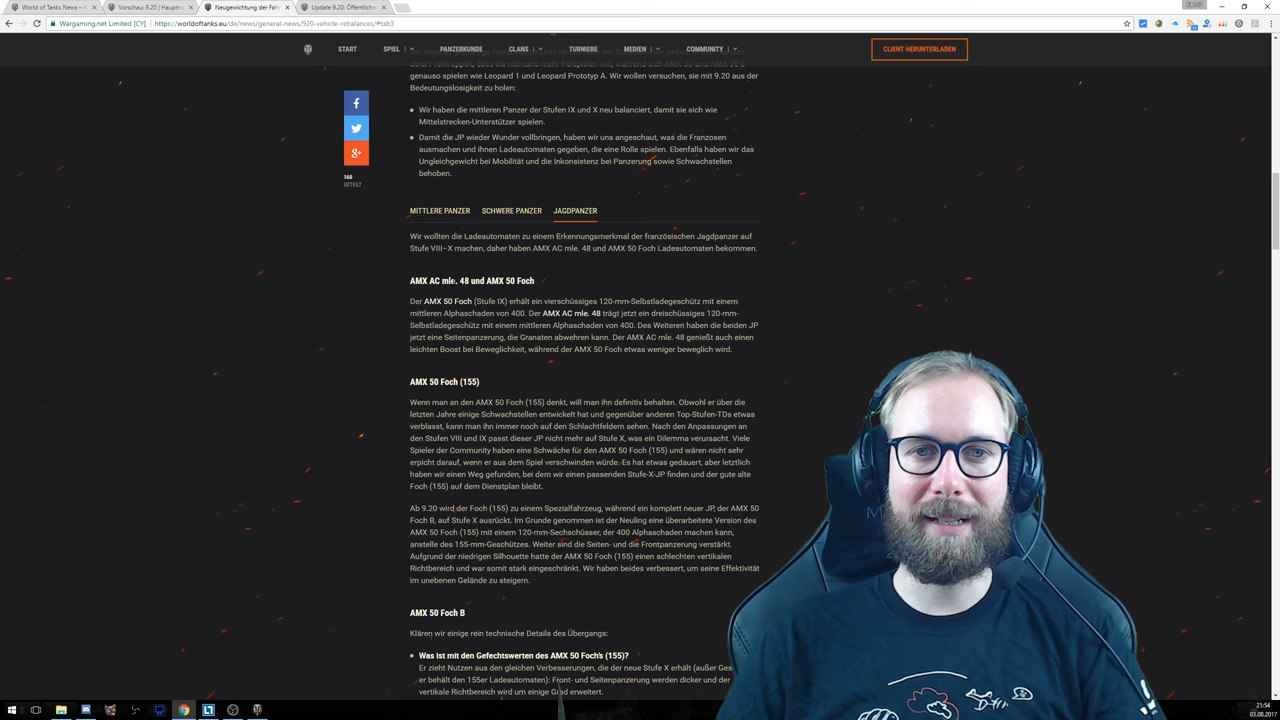 World of Tanks News –
Vorschau: 9.20 | Haupt
Neugewichtung der Fah
Update 9.20: Öffentliche
Wargaming.net Limited [CY]
https://worldoftanks.eu/de/news/general-news/920-vehicle-rebalances/#tab3
START
SPIEL
PANZERKUNDE
CLANS
TURNIERE
MEDIEN
COMMUNITY
CLIENT HERUNTERLADEN
genauso spielen wie Leopard 1 und Leopard Prototyp A. Wir wollen versuchen, sie mit 9.20 aus der
Bedeutungslosigkeit zu holen:
Wir haben die mittleren Panzer der Stufen IX und X neu balanciert, damit sie sich wie
Mittelstrecken-Unterstützer spielen.
Damit die JP wieder Wunder vollbringen, haben wir uns angeschaut, was die Franzosen
ausmachen und ihnen Ladeautomaten gegeben, die eine Rolle spielen. Ebenfalls haben wir das
Ungleichgewicht bei Mobilität und die Inkonsistenz bei Panzerung sowie Schwachstellen
behoben.
160
GETEILT
MITTLERE PANZER
SCHWERE PANZER
JAGDPANZER
Wir wollten die Ladeautomaten zu einem Erkennungsmerkmal der französischen Jagdpanzer auf
Stufe VIII–X machen, daher haben AMX AC mle. 48 und AMX 50 Foch Ladeautomaten bekommen.
AMX AC mle. 48 und AMX 50 Foch
Der AMX 50 Foch (Stufe IX) erhält ein vierschüssiges 120-mm-Selbstladegeschütz mit einem
mittleren Alphaschaden von 400. Der AMX AC mle. 48 trägt jetzt ein dreischüssiges 120-mm-
Selbstladegeschütz mit einem mittleren Alphaschaden von 400. Des Weiteren haben die beiden JP
jetzt eine Seitenpanzerung, die Granaten abwehren kann. Der AMX AC mle. 48 genießt auch einen
leichten Boost bei Beweglichkeit, während der AMX 50 Foch etwas weniger beweglich wird.
AMX 50 Foch (155)
Wenn man an den AMX 50 Foch (155) denkt, will man ihn definitiv behalten. Obwohl er über die
letzten Jahre einige Schwachstellen entwickelt hat und gegenüber anderen Top-Stufen-TDs etwas
verblasst, kann man ihn immer noch auf den Schlachtfeldern sehen. Nach den Anpassungen an
den Stufen VIII und IX passt dieser JP nicht mehr auf Stufe X, was ein Dilemma verursacht. Viele
Spieler der Community haben eine Schwäche für den AMX 50 Foch (155) und wären nicht sehr
erpicht darauf, wenn er aus dem Spiel verschwinden würde. Es hat etwas gedauert, aber letztlich
haben wir einen Weg gefunden, bei dem wir einen passenden Stufe-X-JP finden und der gute alte
Foch (155) auf dem Dienstplan bleibt.
Ab 9.20 wird der Foch (155) zu einem Spezialfahrzeug, während ein komplett neuer JP, der AMX 50
Foch B, auf Stufe X ausrückt. Im Grunde genommen ist der Neuling eine überarbeitete Version des
AMX 50 Foch (155) mit einem 120-mm-Sechsschüsser, der 400 Alphaschaden machen kann,
anstelle des 155-mm-Geschützes. Weiter sind die Seiten- und die Frontpanzerung verstärkt.
Aufgrund der niedrigen Silhouette hatte der AMX 50 Foch (155) einen schlechten vertikalen
Richtbereich und war somit stark eingeschränkt. Wir haben beides verbessert, um seine Effektivität
im unebenen Gelände zu steigern.
AMX 50 Foch B
Klären wir einige rein technische Details des Übergangs:
Was ist mit den Gefechtswerten des AMX 50 Foch's (155)?
Er zieht Nutzen aus den gleichen Verbesserungen, die der neue Stufe X erhält (außer Ges
er behält den 155er Ladeautomaten): Front- und Seitenpanzerung werden dicker und der
vertikale Richtbereich wird um einige Grad erweitert.
21:54
03.08.2017